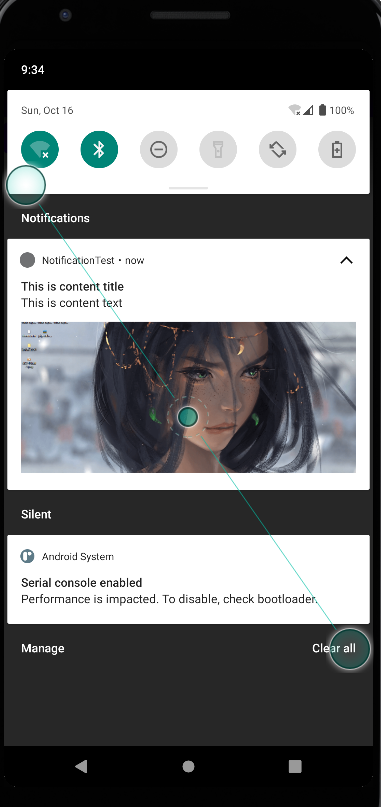 9:34
Sun, Oct 16
100%
Notifications
NotificationTest • now
This is content title
This is content text
Silent
Android System
Serial console enabled
Performance is impacted. To disable, check bootloader.
Manage
Clear all